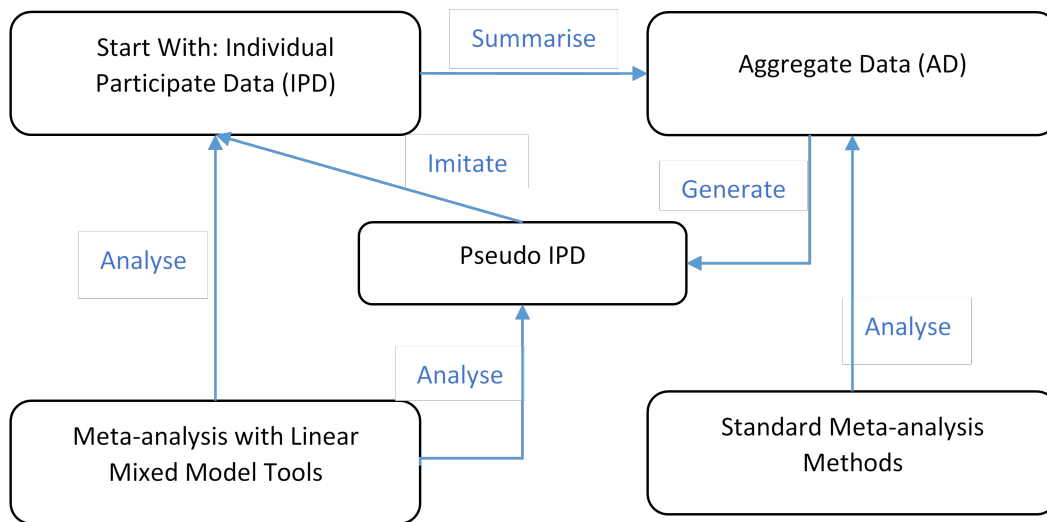 Start With: Individual
Participate Data (IPD)
Summarise
Aggregate Data (AD)
Imitate
Generate
Analyse
Pseudo IPD
Analyse
Analyse
Meta-analysis with Linear
Mixed Model Tools
Standard Meta-analysis
Methods